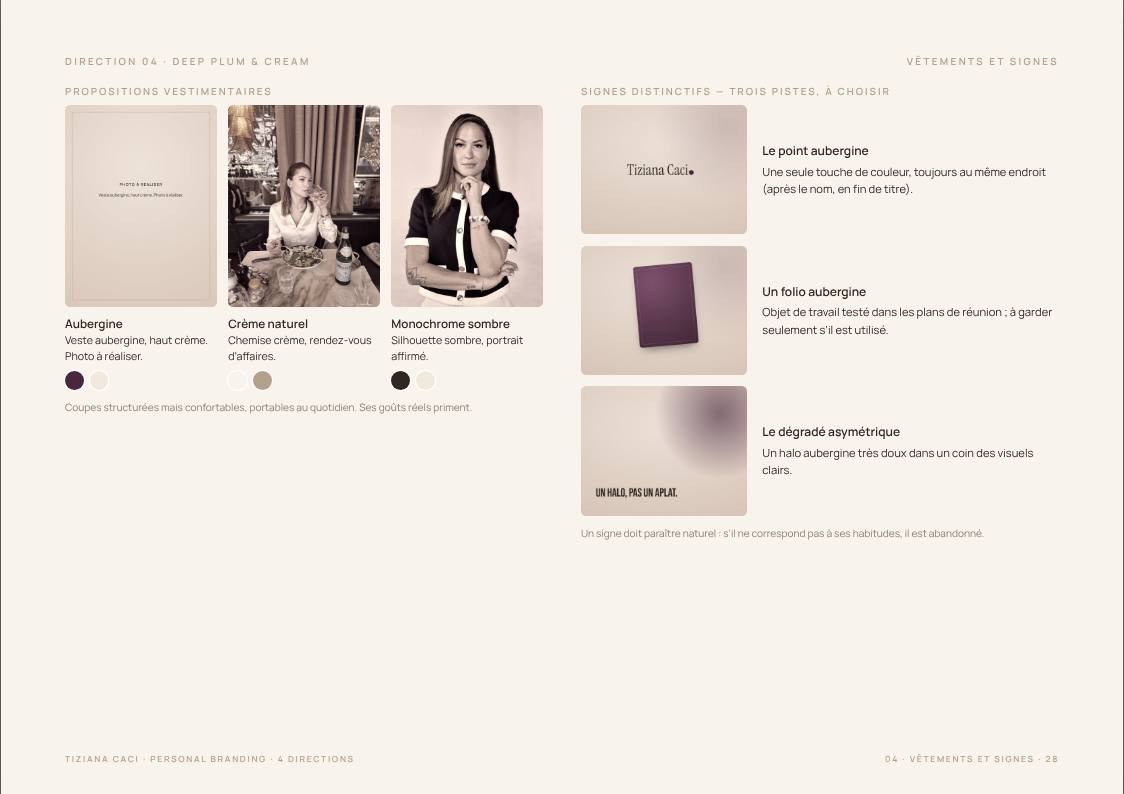 DIRECTION 04 · DEEP PLUM & CREAM
VÊTEMENTS ET SIGNES
PROPOSITIONS VESTIMENTAIRES
PHOTO À RÉALISER
Veste aubergine, haut crème. Photo à réaliser.
Aubergine
Veste aubergine, haut crème.
Photo à réaliser.
Crème naturel
Chemise crème, rendez-vous
d'affaires.
Monochrome sombre
Silhouette sombre, portrait
affirmé.
Coupes structurées mais confortables, portables au quotidien. Ses goûts réels priment.
SIGNES DISTINCTIFS — TROIS PISTES, À CHOISIR
Tiziana Caci
Le point aubergine
Une seule touche de couleur, toujours au même endroit
(après le nom, en fin de titre).
Un folio aubergine
Objet de travail testé dans les plans de réunion ; à garder
seulement s'il est utilisé.
UN HALO, PAS UN APLAT.
Le dégradé asymétrique
Un halo aubergine très doux dans un coin des visuels
clairs.
Un signe doit paraître naturel : s'il ne correspond pas à ses habitudes, il est abandonné.
TIZIANA CACI · PERSONAL BRANDING · 4 DIRECTIONS
04 · VÊTEMENTS ET SIGNES · 28